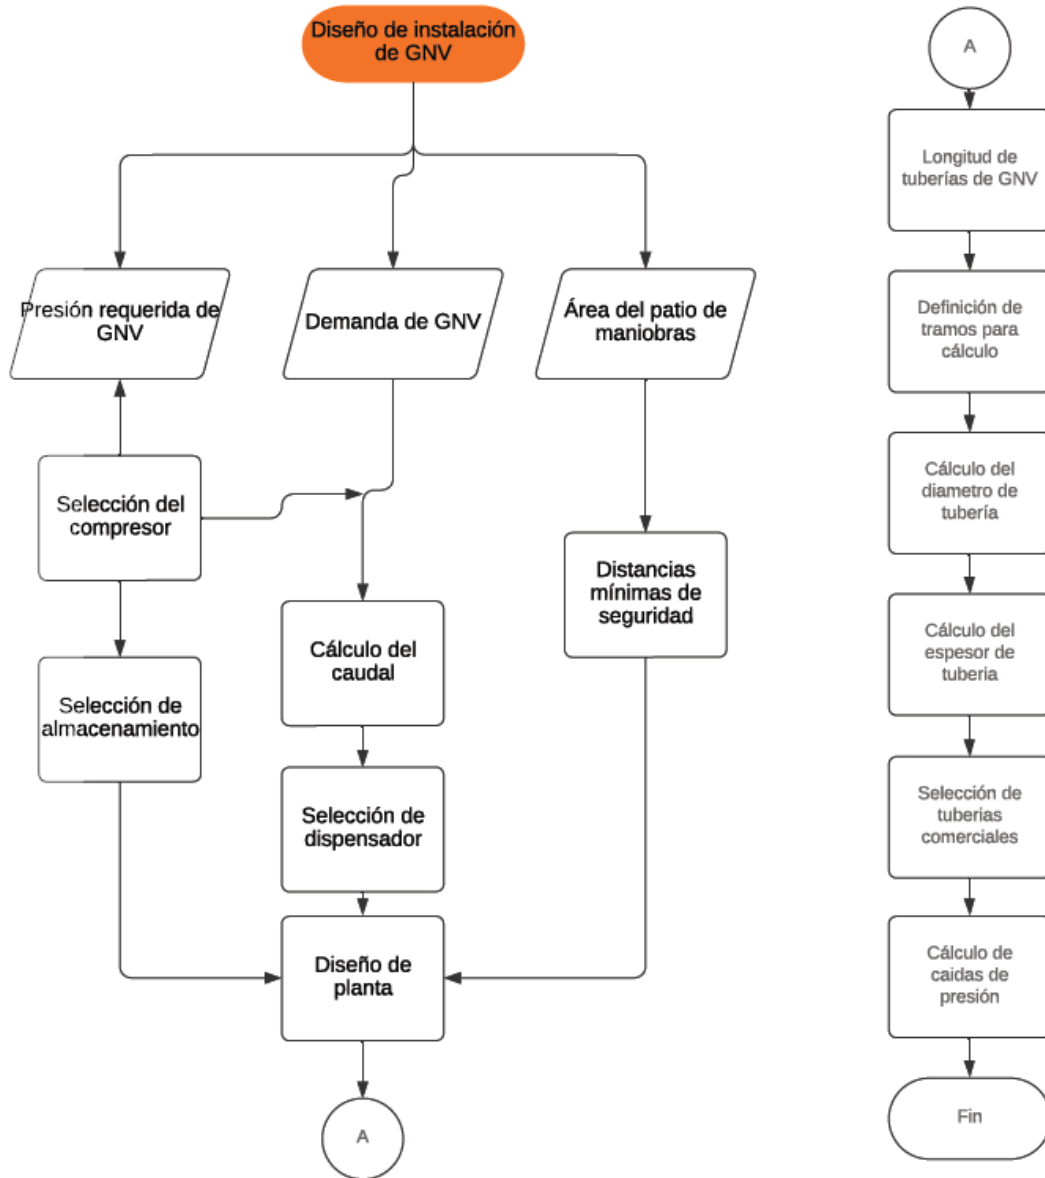 Diseño de instalación
de GNV
Presión requerida de
GNV
Demanda de GNV
Área del patio de
maniobras
Selección del
compresor
Distancias
mínimas de
seguridad
Cálculo del
caudal
Selección de
almacenamiento
Selección de
dispensador
Diseño de
planta
A
A
Longitud de
tuberías de GNV
Definición de
tramos para
cálculo
Cálculo del
diametro de
tubería
Cálculo del
espesor de
tuberia
Selección de
tuberias
comerciales
Cálculo de
caidas de
presión
Fin